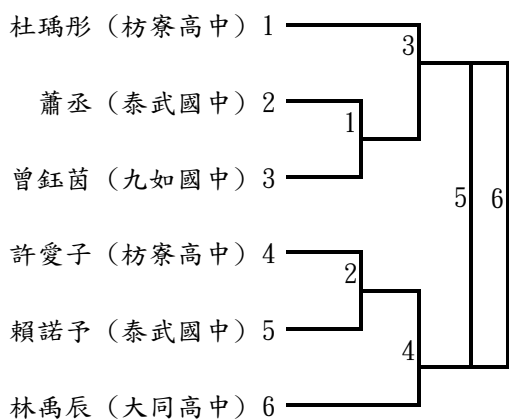 杜瑀彤（枋寮高中）1
3
蕭丞（泰武國中）2
1
曾鈺茵（九如國中）3
5 6
許愛子（枋寮高中）4
2
賴諾予（泰武國中）5
4
林禹辰（大同高中）6